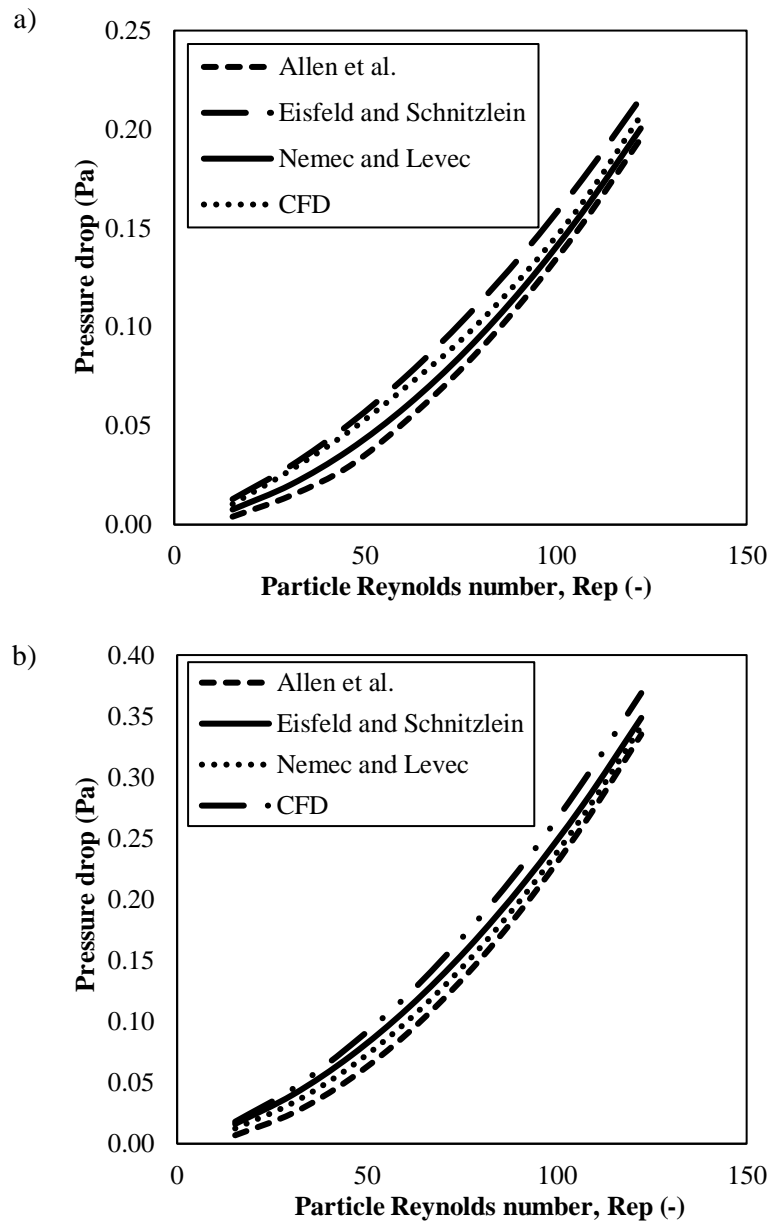 a)
0.25
Allen et al.
Eisfeld and Schnitzlein
0.20
Nemec and Levec
CFD
0.15
Pressure drop (Pa)
0.10
0.05
0.00
0 50 100 150
Particle Reynolds number, Rep (-)
b)
0.40
Allen et al.
0.35
Eisfeld and Schnitzlein
Nemec and Levec
0.30
CFD
0.25
Pressure drop (Pa)
0.20
0.15
0.10
0.05
0.00
0 50 100 150
Particle Reynolds number, Rep (-)